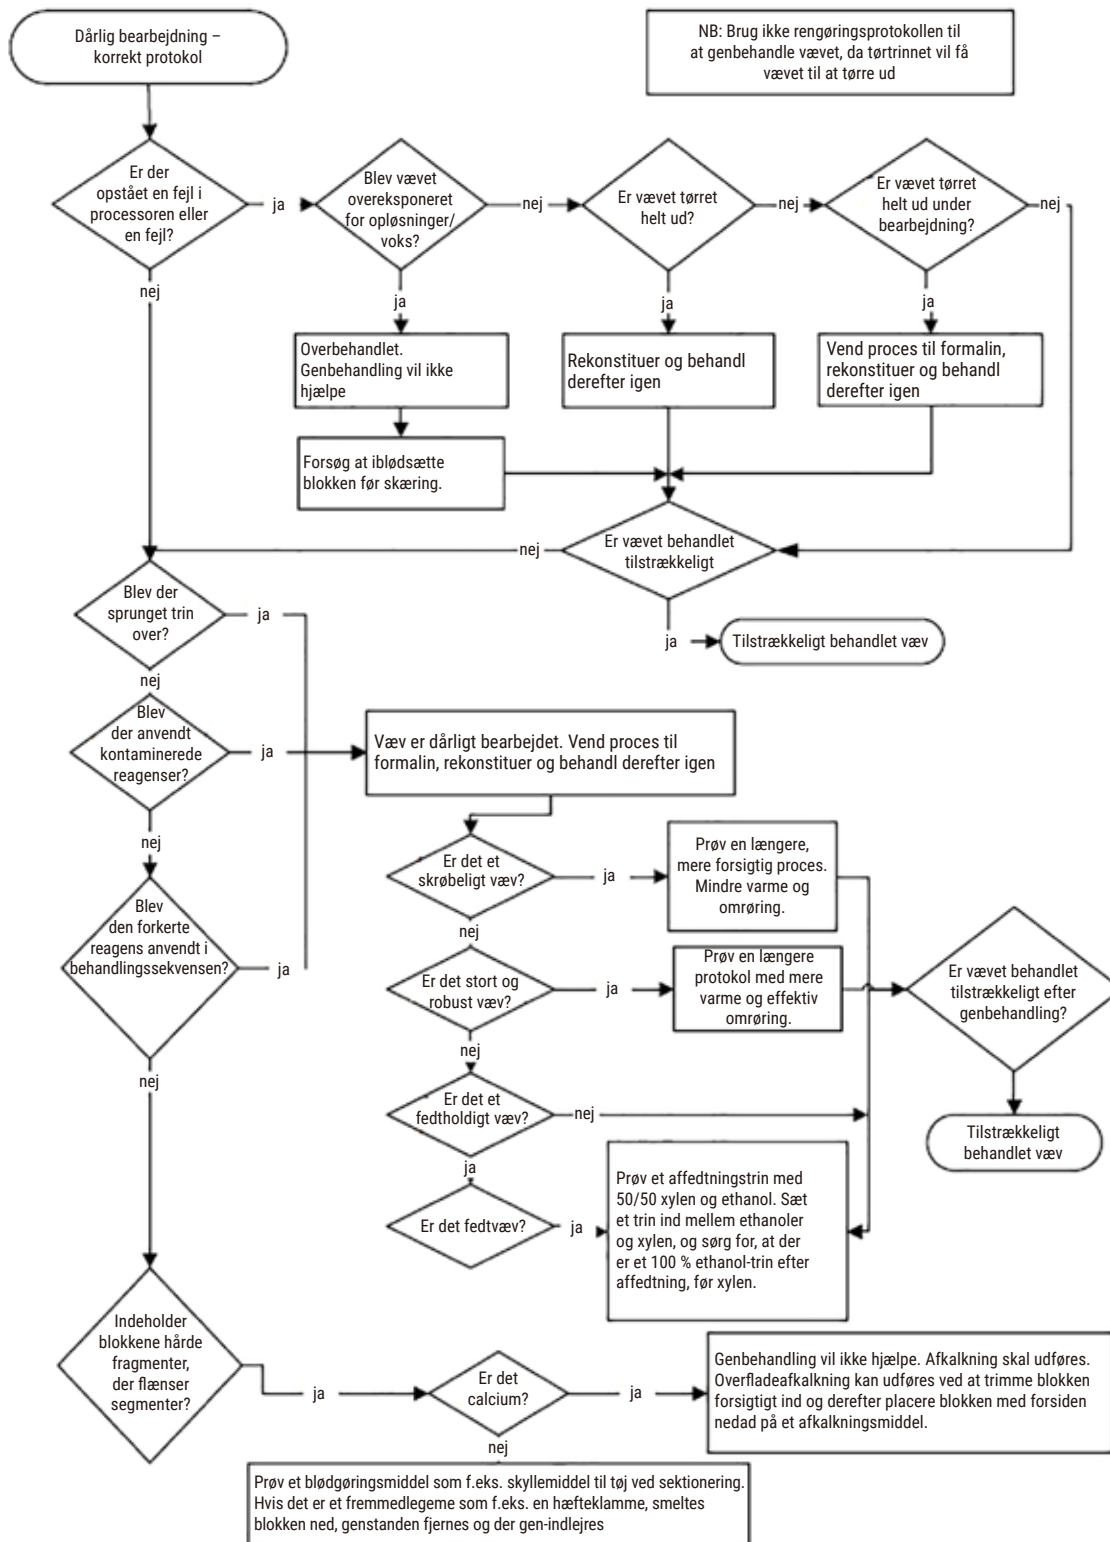 Dårlig bearbejdning –
korrekt protokol
NB: Brug ikke rengøringsprotokollen til
at genbehandle vævet, da tørtrinnet vil få
vævet til at tørre ud
Er der
opstået en fejl i
processoren eller
en fejl?
ja
Blev vævet
overeksponeret
for opløsninger/
voks?
nej
Er vævet tørret
helt ud?
nej
Er vævet tørret
helt ud under
bearbejdning?
nej
nej
ja
ja
ja
Overbehandlet.
Genbehandling vil ikke
hjælpe
Rekonstituer og behandl
derefter igen
Vend proces til formalin,
rekonstituer og behandl
derefter igen
Forsøg at iblødsætte
blokken før skæring.
Er vævet behandlet
tilstrækkeligt
nej
ja
Tilstrækkeligt behandlet væv
Blev der
sprunget trin
over?
ja
nej
Blev
der anvendt
kontaminerede
reagenser?
ja
Væv er dårligt bearbejdet. Vend proces til
formalin, rekonstituer og behandl derefter igen
nej
Blev
den forkerte
reagens anvendt i
behandlingssekvensen?
ja
nej
Er det et
skrøbeligt væv?
ja
Prøv en længere,
mere forsigtig proces.
Mindre varme og
omrøring.
nej
Er det stort og
robust væv?
ja
Prøv en længere
protokol med mere
varme og effektiv
omrøring.
Er vævet behandlet
tilstrækkeligt efter
genbehandling?
nej
Er det et
fedtholdigt væv?
nej
Tilstrækkeligt
behandlet væv
ja
Er det fedtvæv?
ja
Prøv et affedtningstrin med
50/50 xylen og ethanol. Sæt
et trin ind mellem ethanoler
og xylen, og sørg for, at der
er et 100 % ethanol-trin efter
affedtning, før xylen.
Indeholder
blokkene hårde
fragmenter,
der flænser
segmenter?
ja
Er det
calcium?
ja
Genbehandling vil ikke hjælpe. Afkalkning skal udføres.
Overfladeafkalkning kan udføres ved at trimme blokken
forsigtigt ind og derefter placere blokken med forsiden
nedad på et afkalkningsmiddel.
nej
Prøv et blødgøringsmiddel som f.eks. skyllemiddel til tøj ved sektionering.
Hvis det er et fremmedlegeme som f.eks. en hæfteklamme, smeltes
blokken ned, genstanden fjernes og der gen-indlejres